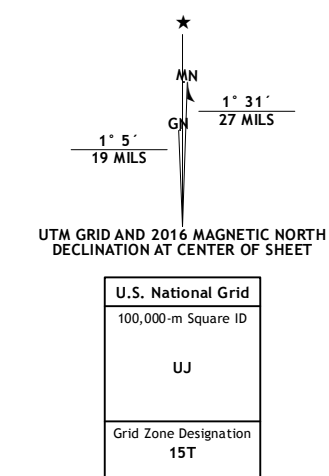 MN
1° 31´
27 MILS
GN
1° 5´
19 MILS
UTM GRID AND 2016 MAGNETIC NORTH
DECLINATION AT CENTER OF SHEET
U.S. National Grid
100,000-m Square ID
UJ
Grid Zone Designation
15T